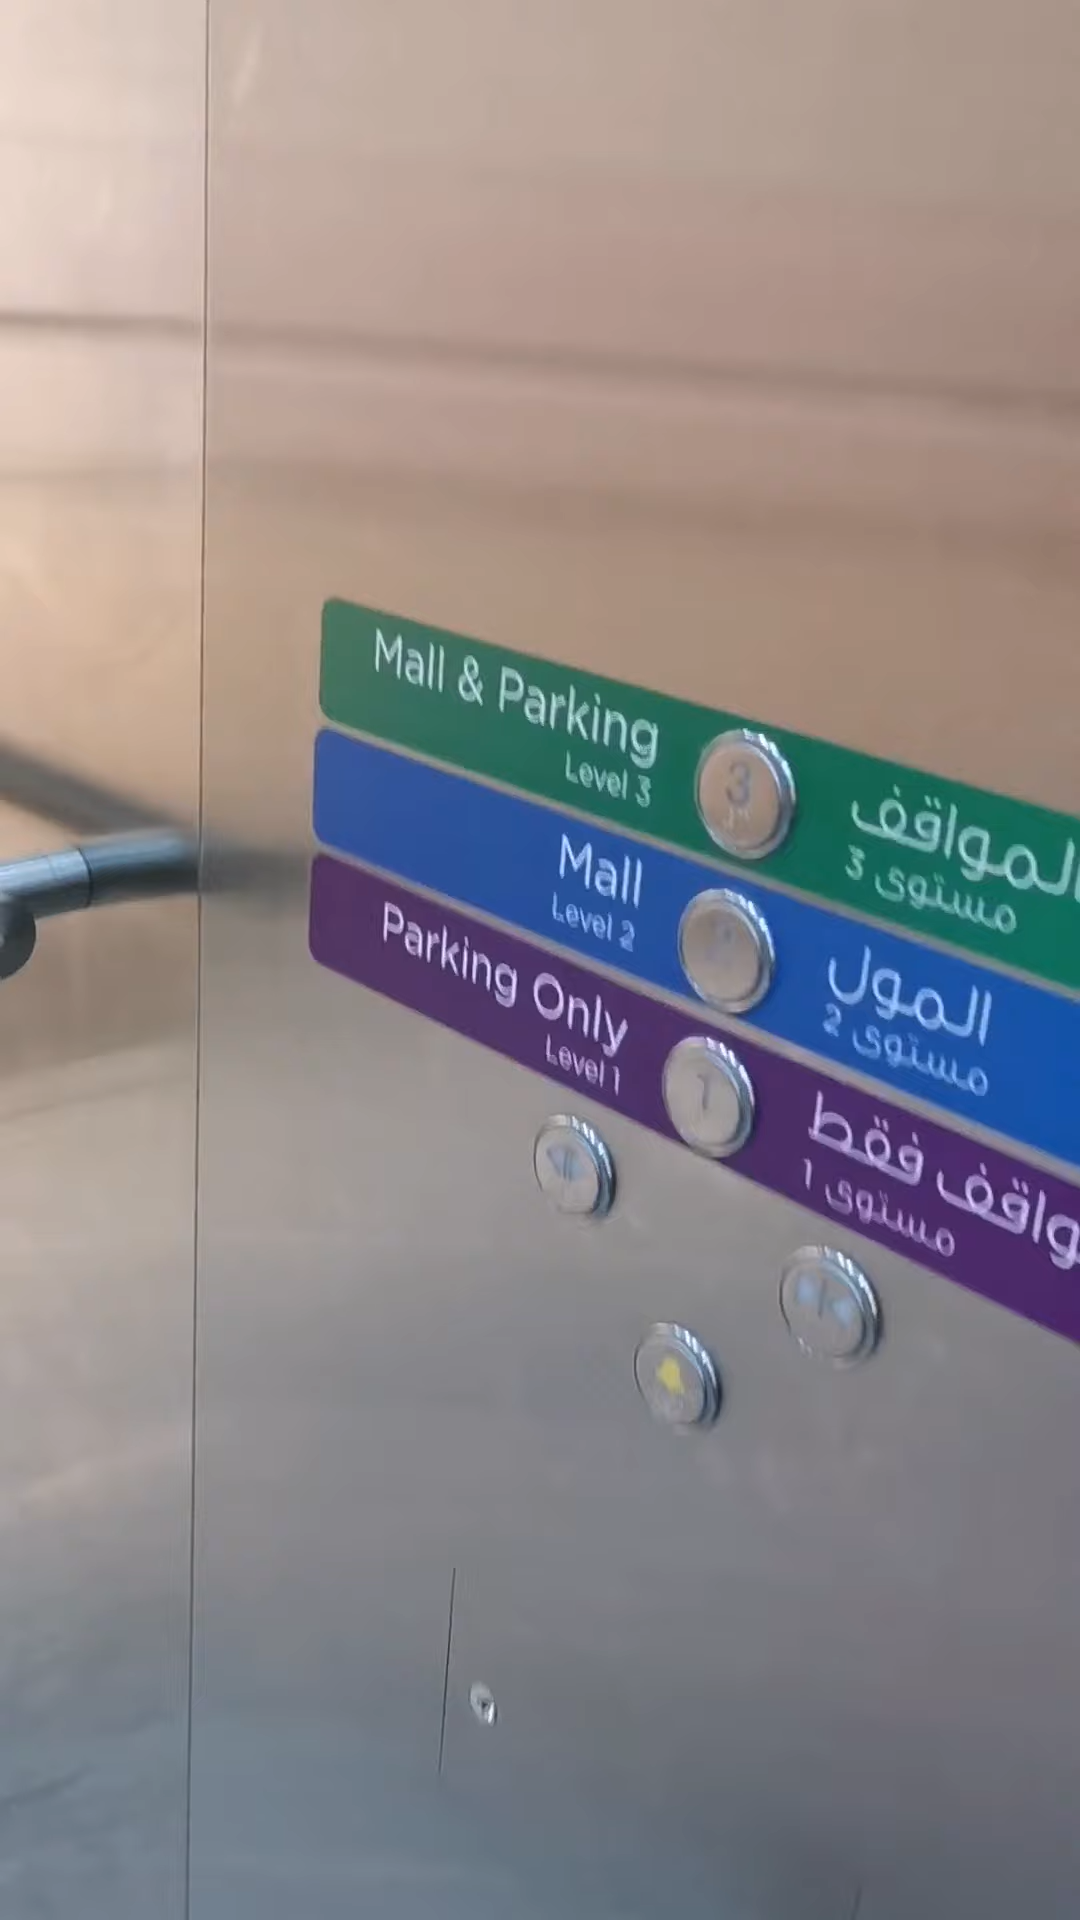 Mall & Parking
Level 3
3
المواقف
مستوى 3
Mall
Level 2
2
المول
مستوى 2
Parking Only
Level 1
1
فقط
مستوى 1